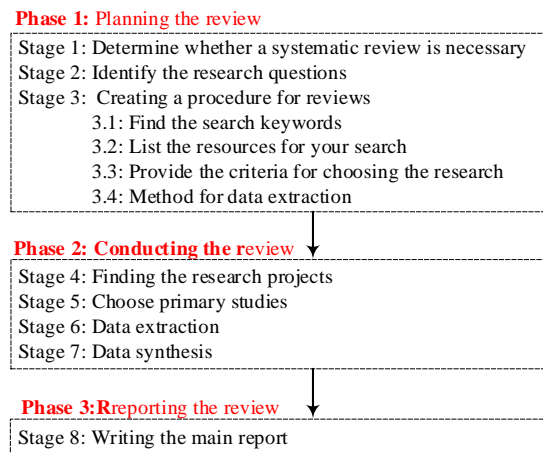 Phase 1: Planning the review
Stage 1: Determine whether a systematic review is necessary
Stage 2: Identify the research questions
Stage 3:  Creating a procedure for reviews
3.1: Find the search keywords
3.2: List the resources for your search
3.3: Provide the criteria for choosing the research
3.4: Method for data extraction
Phase 2: Conducting the review
Stage 4: Finding the research projects
Stage 5: Choose primary studies
Stage 6: Data extraction
Stage 7: Data synthesis
Phase 3:Rreporting the review
Stage 8: Writing the main report